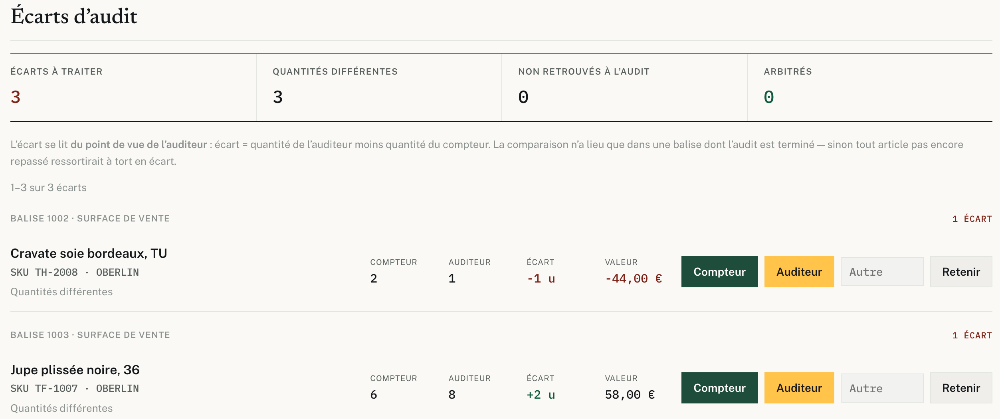 Écarts d’audit
ÉCARTS À TRAITER
3
QUANTITÉS DIFFÉRENTES
3
NON RETROUVÉS À L’AUDIT
0
ARBITRÉS
0
L’écart se lit du point de vue de l’auditeur : écart = quantité de l’auditeur moins quantité du compteur. La comparaison n’a lieu que dans une balise dont l’audit est terminé — sinon tout article pas encore
repassé ressortirait à tort en écart.
1–3 sur 3 écarts
BALISE 1002 · SURFACE DE VENTE
1 ÉCART
Cravate soie bordeaux, TU
SKU TH-2008 · OBERLIN
Quantités différentes
COMPTEUR
2
AUDITEUR
1
ÉCART
-1 u
VALEUR
-44,00 €
Compteur
Auditeur
Autre
Retenir
BALISE 1003 · SURFACE DE VENTE
1 ÉCART
Jupe plissée noire, 36
SKU TF-1007 · OBERLIN
Quantités différentes
COMPTEUR
6
AUDITEUR
8
ÉCART
+2 u
VALEUR
58,00 €
Compteur
Auditeur
Autre
Retenir